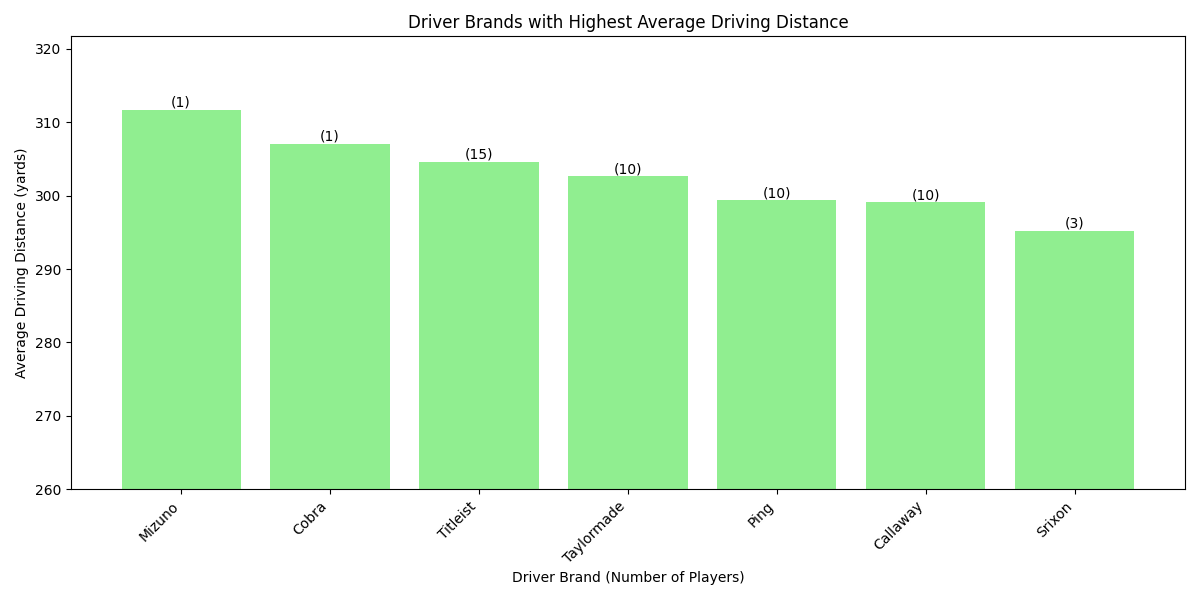 Driver Brands with Highest Average Driving Distance
320
310
300
290
280
270
260
Average Driving Distance (yards)
(1)
(1)
(15)
(10)
(10)
(10)
(3)
Mizuno
Cobra
Titleist
Taylormade
Ping
Callaway
Srixon
Driver Brand (Number of Players)